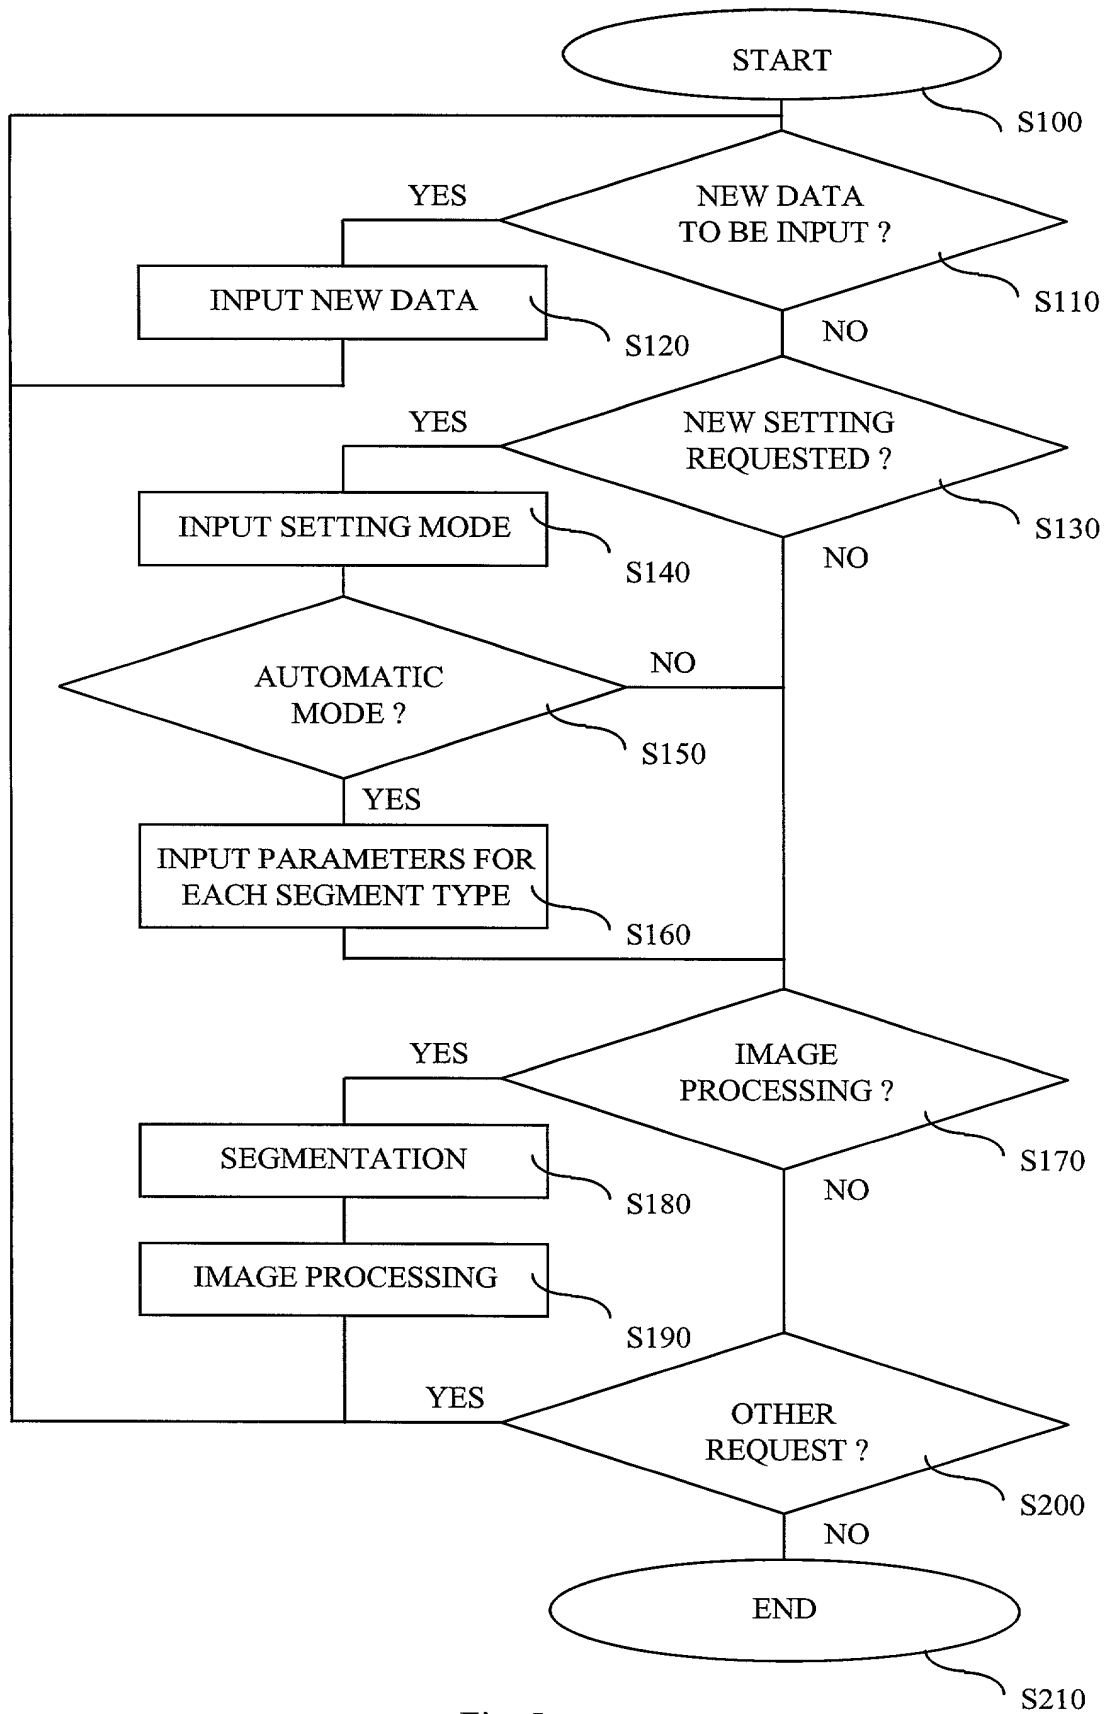 START
S100
YES
NEW DATA
TO BE INPUT ?
S110
INPUT NEW DATA
S120
NO
YES
NEW SETTING
REQUESTED ?
S130
INPUT SETTING MODE
S140
NO
AUTOMATIC
MODE ?
NO
S150
YES
INPUT PARAMETERS FOR
EACH SEGMENT TYPE
S160
YES
IMAGE
PROCESSING ?
S170
SEGMENTATION
S180
NO
IMAGE PROCESSING
S190
YES
OTHER
REQUEST ?
S200
NO
END
S210